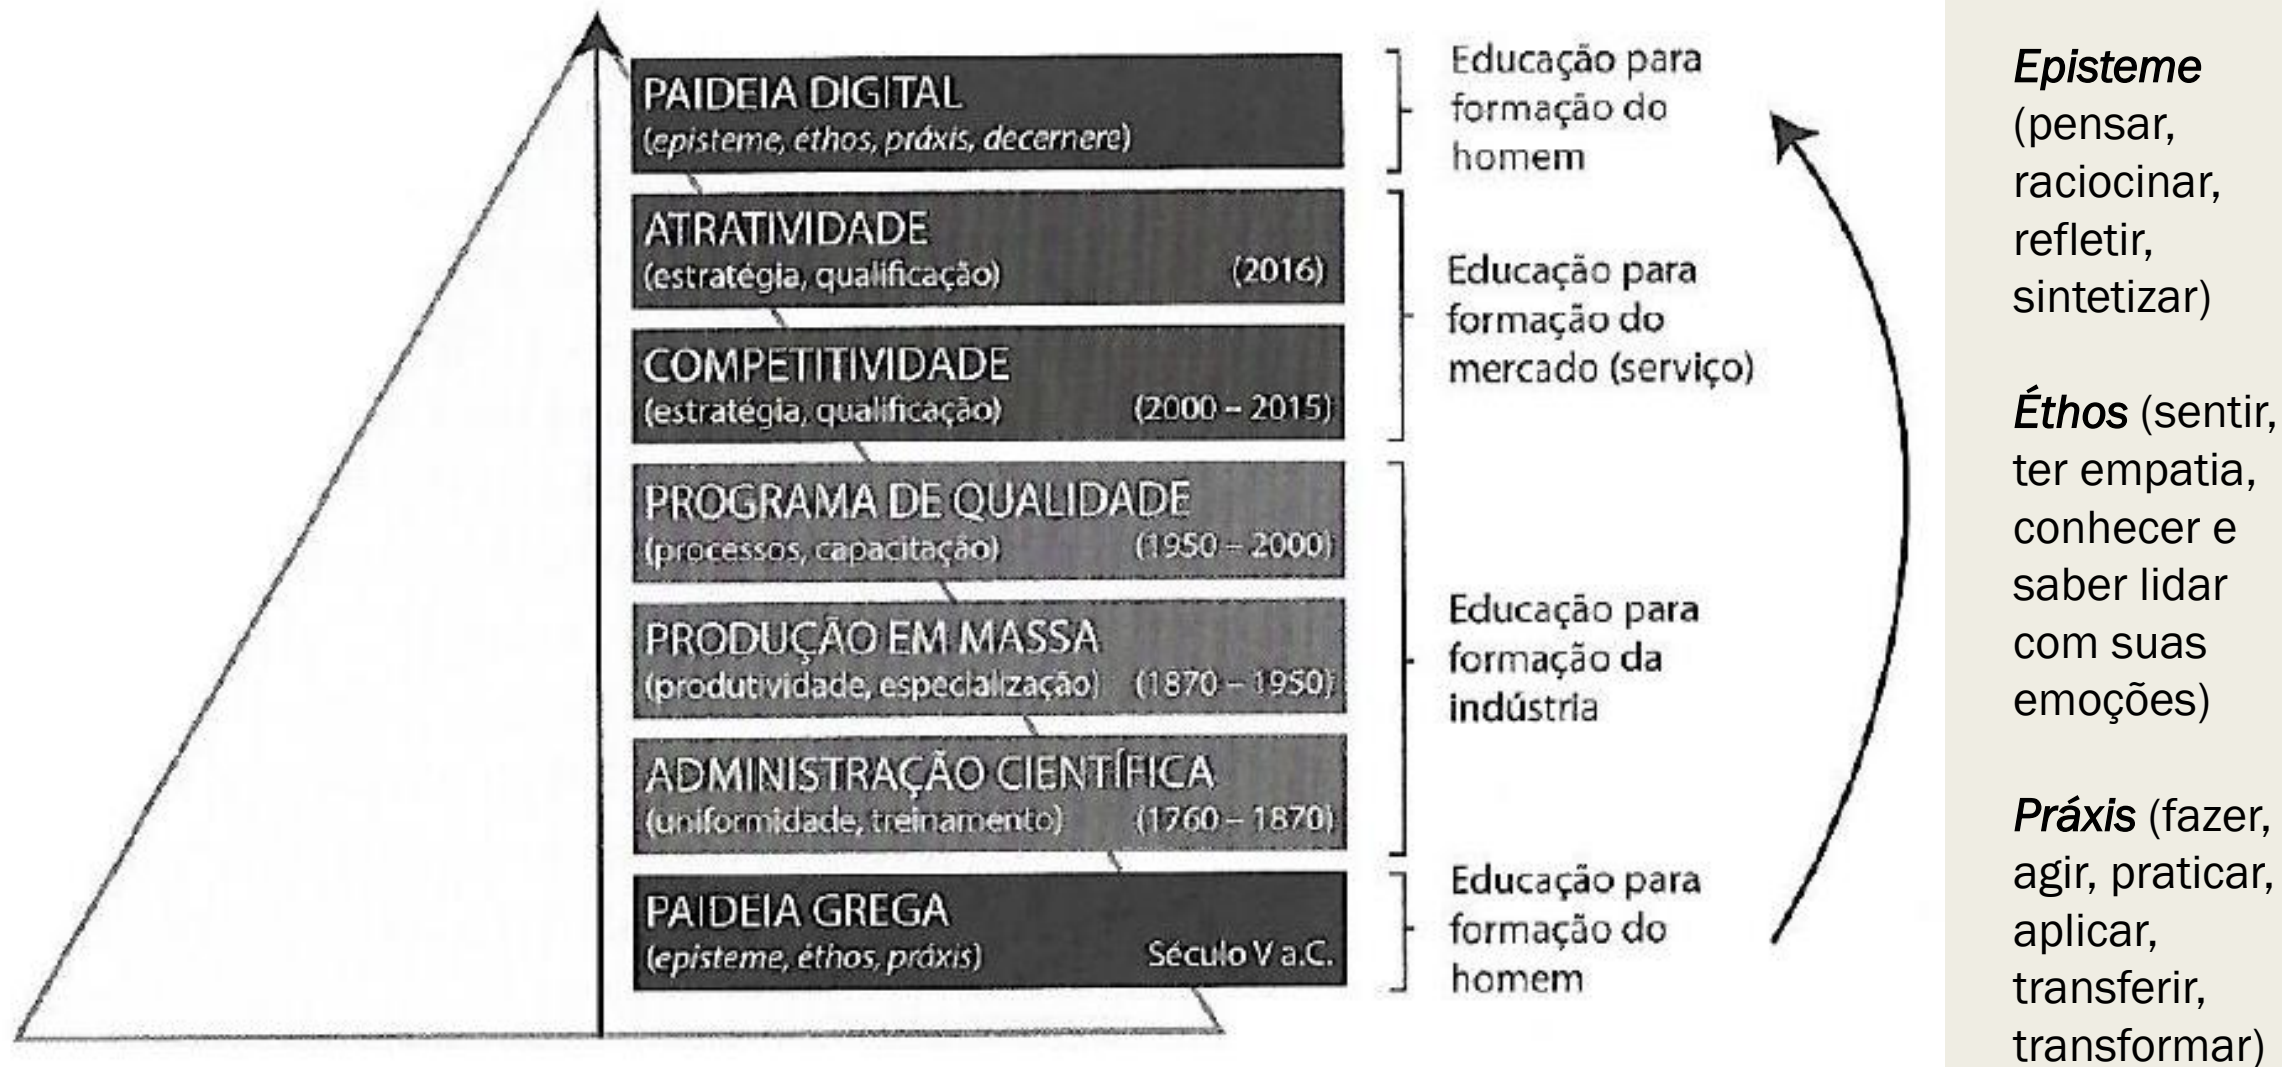 PAIDEIA DIGITAL
(episteme, éthos, práxis, decernere)
Educação para
formação do
homem
ATRATIVIDADE
(estratégia, qualificação) (2016)
COMPETITIVIDADE
(estratégia, qualificação) (2000 – 2015)
Educação para
formação do
mercado (serviço)
PROGRAMA DE QUALIDADE
(processos, capacitação) (1950 – 2000)
PRODUÇÃO EM MASSA
(produtividade, especialização) (1870 – 1950)
ADMINISTRAÇÃO CIENTÍFICA
(uniformidade, treinamento) (1760 – 1870)
Educação para
formação da
indústria
PAIDEIA GREGA
(episteme, éthos, práxis) Século V a.C.
Educação para
formação do
homem
Episteme
(pensar,
raciocinar,
refletir,
sintetizar)
Éthos (sentir,
ter empatia,
conhecer e
saber lidar
com suas
emoções)
Práxis (fazer,
agir, praticar,
aplicar,
transferir,
transformar)